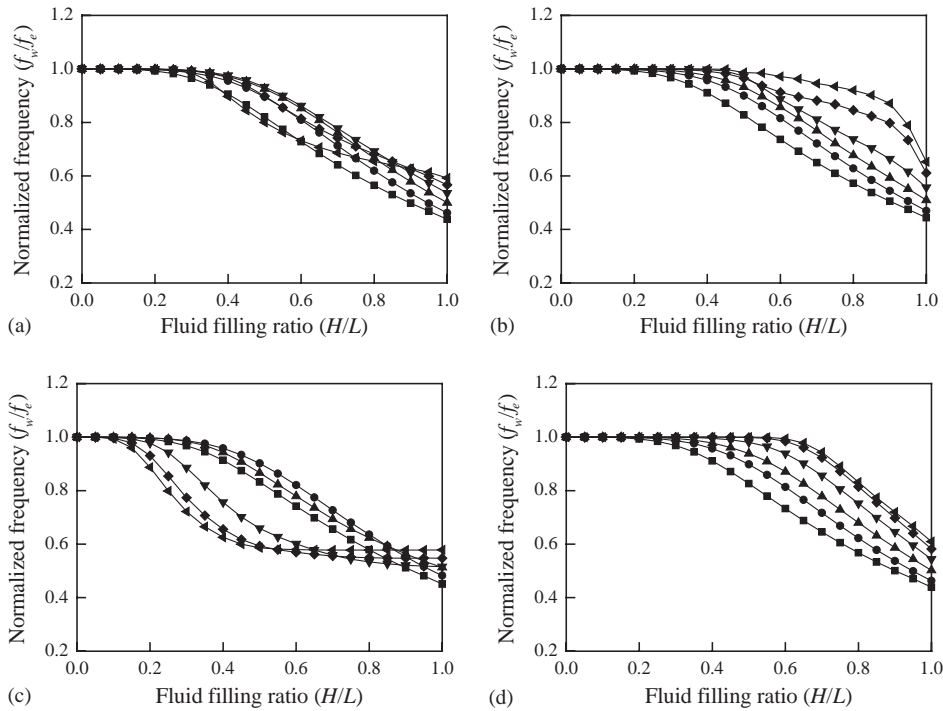 1.2
1.0
0.8
0.6
0.4
0.2
Normalized frequency (f_w/f_e)
0.0 0.2 0.4 0.6 0.8 1.0
(a) Fluid filling ratio (H/L)
1.2
1.0
0.8
0.6
0.4
0.2
Normalized frequency (f_w/f_e)
0.0 0.2 0.4 0.6 0.8 1.0
(b) Fluid filling ratio (H/L)
1.2
1.0
0.8
0.6
0.4
0.2
Normalized frequency (f_w/f_e)
0.0 0.2 0.4 0.6 0.8 1.0
(c) Fluid filling ratio (H/L)
1.2
1.0
0.8
0.6
0.4
0.2
Normalized frequency (f_w/f_e)
0.0 0.2 0.4 0.6 0.8 1.0
(d) Fluid filling ratio (H/L)